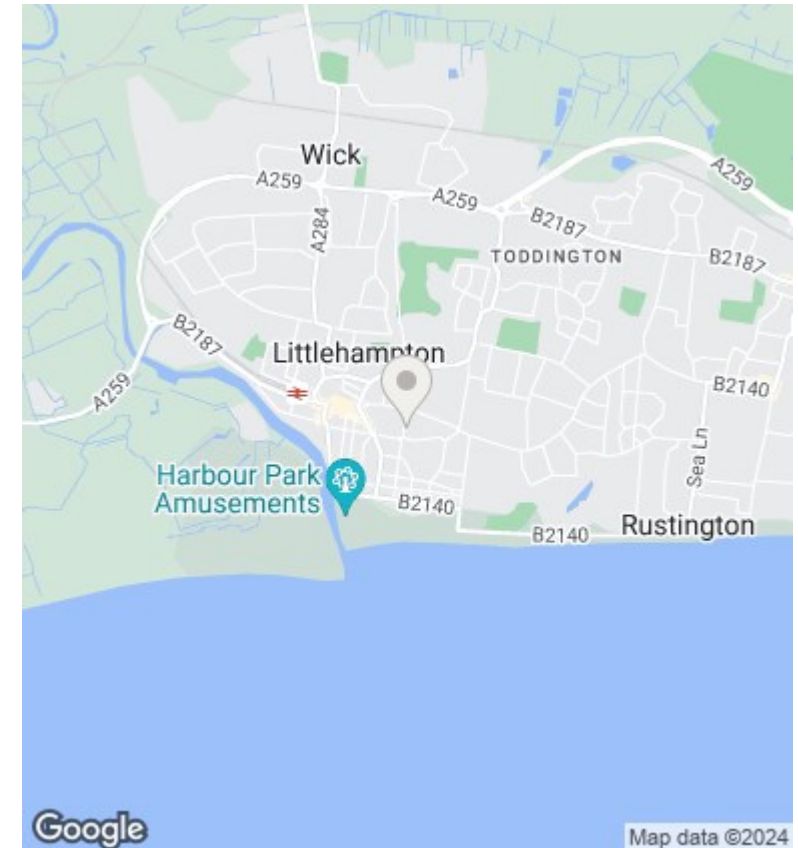 Wick
A259
A259
A259
A284
B2187
TODDINGTON
B2187
B2187
Littlehampton
A259
B2140
Sea Ln
Harbour Park
Amusements
B2140
B2140
Rustington
Google
Map data ©2024